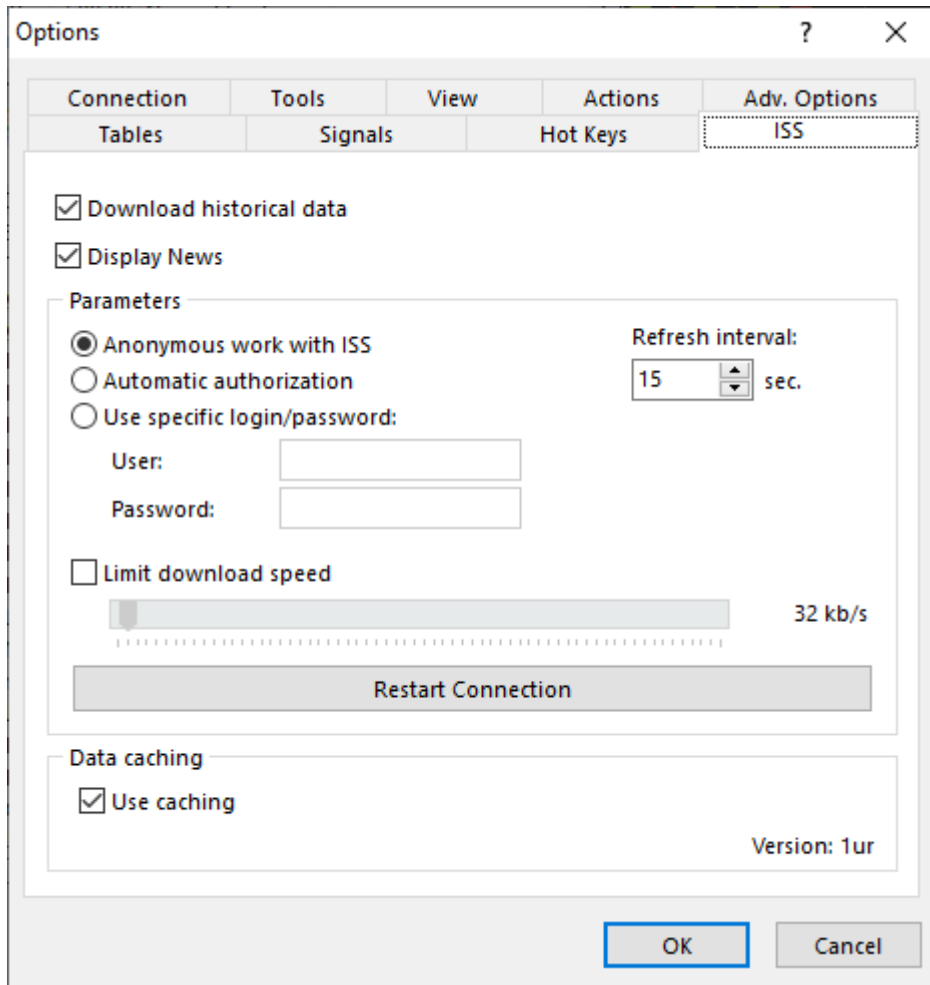 Options ?
Connection Tools View Actions Adv. Options
Tables Signals Hot Keys ISS
Download historical data
Display News
Parameters
Anonymous work with ISS
Refresh interval:
Automatic authorization
15 sec.
Use specific login/password:
User:
Password:
Limit download speed
32 kb/s
Restart Connection
Data caching
Use caching
Version: 1ur
OK Cancel